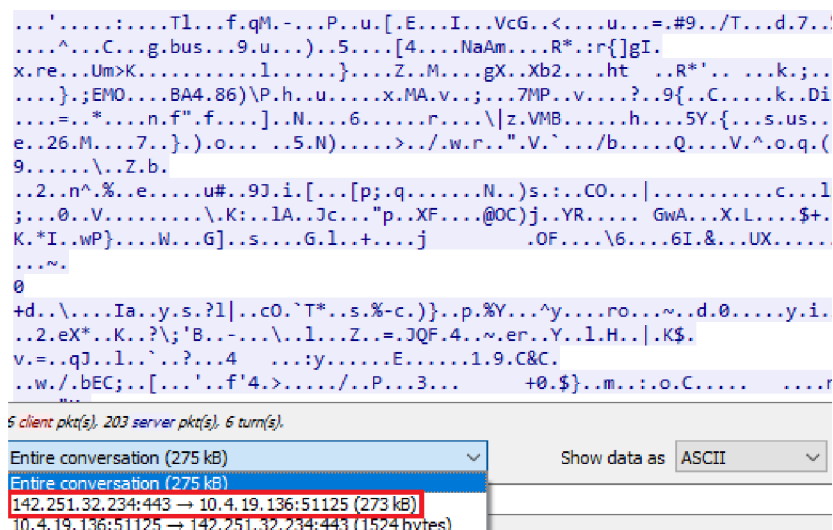 ...'.....:....Tl...f.qM.-...P..u.[.E...I...VcG..<....u...=.#9../T...d.7..
....^...C...g.bus...9.u...)..5....[4....NaAm....R*.:r{]gI.
x.re...Um>K............l......}....Z..M....gX..Xb2....ht  ..R*'..  ...k.;..
....}.;EMO....BA4.86)\P.h..u.....x.MA.v..;...7MP..v....?..9{..C.....k..Di
....=..*....n.f".f....]..N....6......r....\|z.VMB......h....5Y.{...s.us..
e..26.M....7..}.).o...  ..5.N).....>../.w.r..".V.`.../b.....Q....V.^.o.q.(
9......\..Z.b.
..2..n^.%..e.....u#..9J.i.[...[p;.q.......N..)s.:..CO...|...........c...l
;...0..V.........\.K:..lA..Jc..."p..XF....@OC)j..YR.....  GwA...X.L....$+.
K.*I..wP}....W...G]..s....G.l..+....j            .OF....\6....6I.&...UX......
...~.
0
+d..\....Ia..y.s.?l|..cO.`T*..s.%-c.)}..p.%Y...^y....ro...~..d.0.....y.i.
..2.eX*..K..?\;'B..-...\..l...Z..=.JQF.4..~.er..Y..l.H..|.K$.
v.=..qJ..l..`..?...4    ...:y......E......1.9.C&C.
..w./.bEC;..[...'..f'4.>...../..P...3...        +0.$}..m..:.o.C.....    ....
6 client pkt(s), 203 server pkt(s), 6 turn(s).
Entire conversation (275 kB) Show data as ASCII
Entire conversation (275 kB)
142.251.32.234:443 → 10.4.19.136:51125 (273 kB)
10.4.19.136:51125 → 142.251.32.234:443 (1524 bytes)